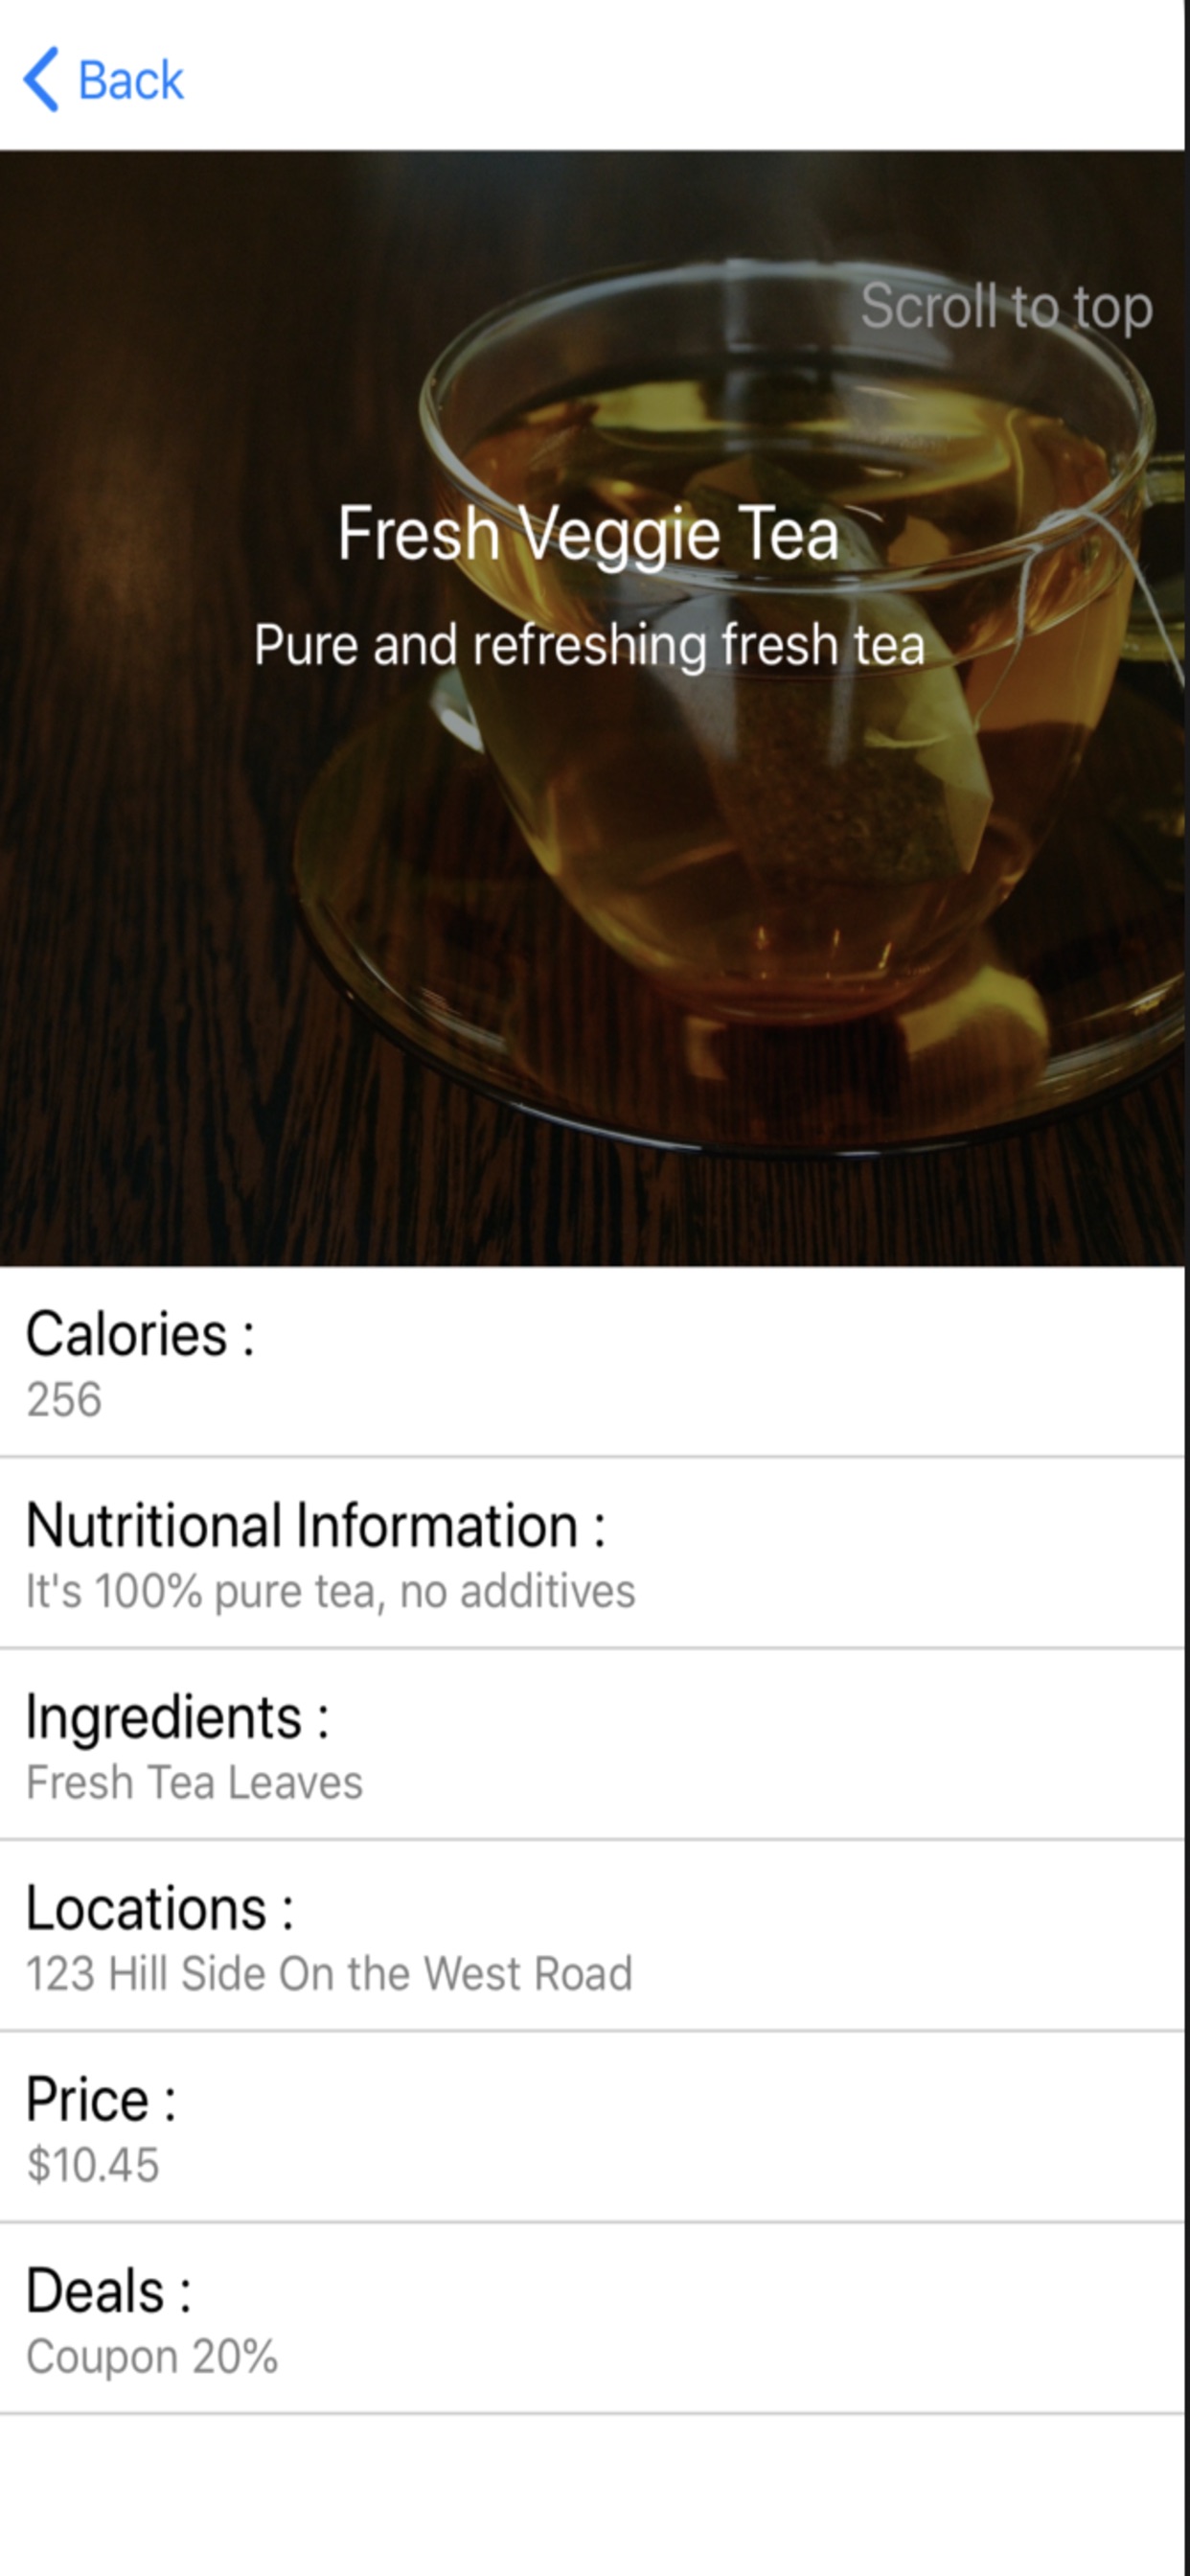 Back
Scroll to top
Fresh Veggie Tea
Pure and refreshing fresh tea
Calories :
256
Nutritional Information :
It's 100% pure tea, no additives
Ingredients :
Fresh Tea Leaves
Locations :
123 Hill Side On the West Road
Price :
$10.45
Deals :
Coupon 20%